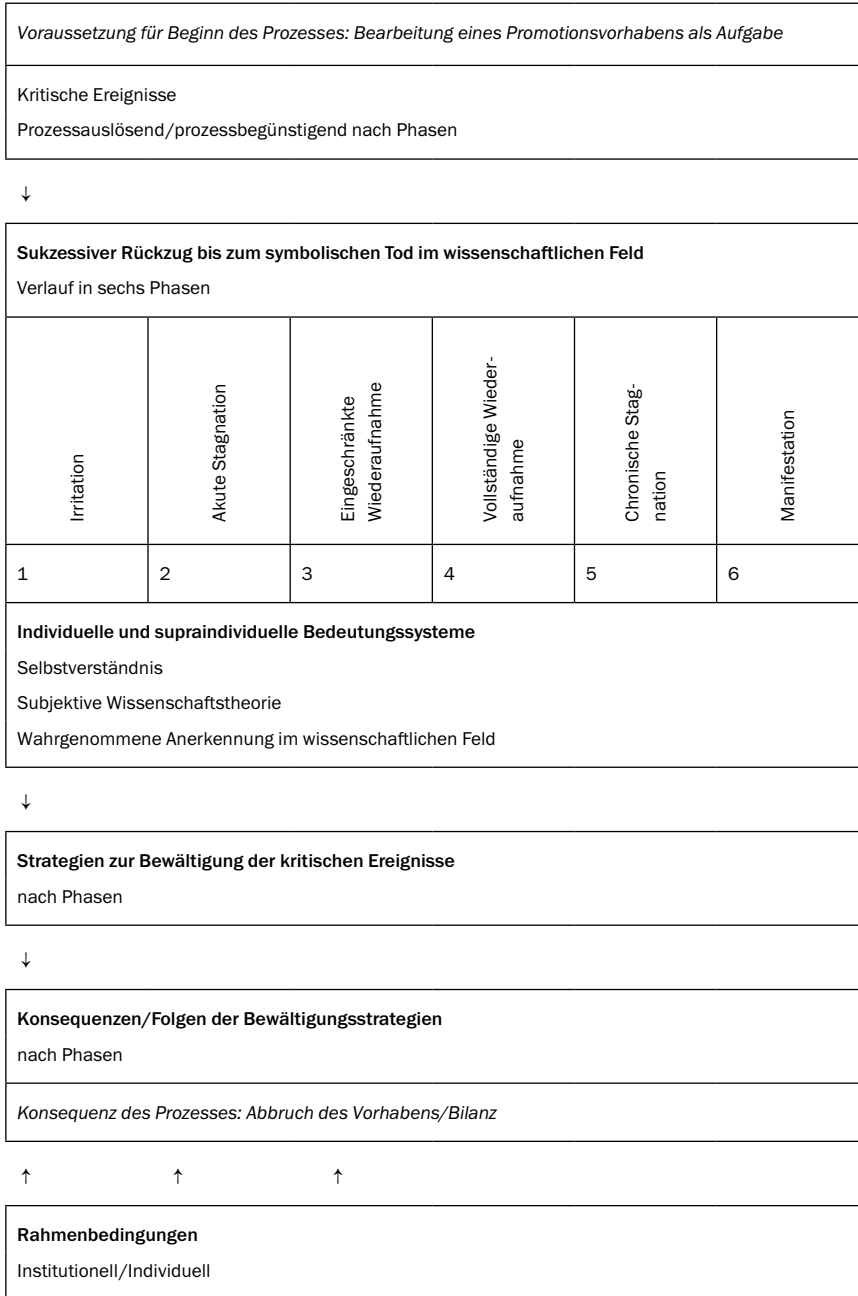 Voraussetzung für Beginn des Prozesses: Bearbeitung eines Promotionsvorhabens als Aufgabe
Kritische Ereignisse
Prozessauslösend/prozessbegünstigend nach Phasen
↓
Sukzessiver Rückzug bis zum symbolischen Tod im wissenschaftlichen Feld
Verlauf in sechs Phasen
Irritation
Akute Stagnation
Eingeschränkte
Wiederaufnahme
Vollständige Wieder-
aufnahme
Chronische Stag-
nation
Manifestation
1 2 3 4 5 6
Individuelle und supraindividuelle Bedeutungssysteme
Selbstverständnis
Subjektive Wissenschaftstheorie
Wahrgenommene Anerkennung im wissenschaftlichen Feld
↓
Strategien zur Bewältigung der kritischen Ereignisse
nach Phasen
↓
Konsequenzen/Folgen der Bewältigungsstrategien
nach Phasen
Konsequenz des Prozesses: Abbruch des Vorhabens/Bilanz
↑ ↑ ↑
Rahmenbedingungen
Institutionell/Individuell